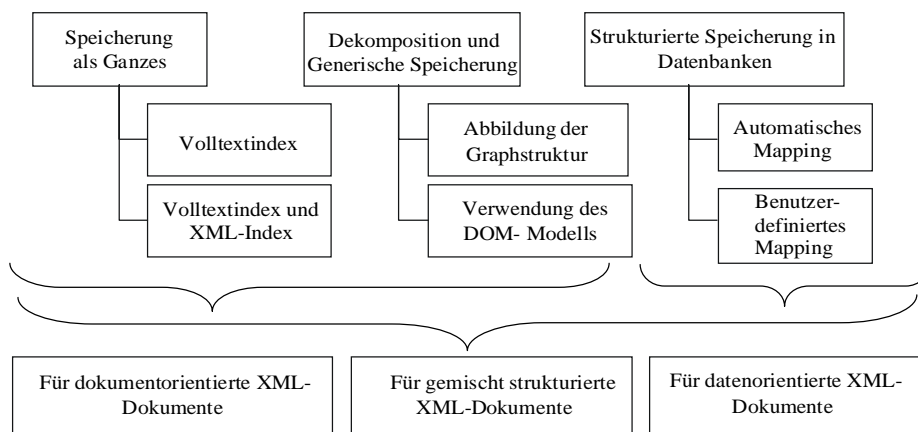 Speicherung
als Ganzes
Dekomposition und
Generische Speicherung
Strukturierte Speicherung in
Datenbanken
Volltextindex
Volltextindex und
XML-Index
Abbildung der
Graphstruktur
Verwendung des
DOM- Modells
Automatisches
Mapping
Benutzer-
definiertes
Mapping
Für dokumentorientierte XML-
Dokumente
Für gemischt strukturierte
XML-Dokumente
Für datenorientierte XML-
Dokumente